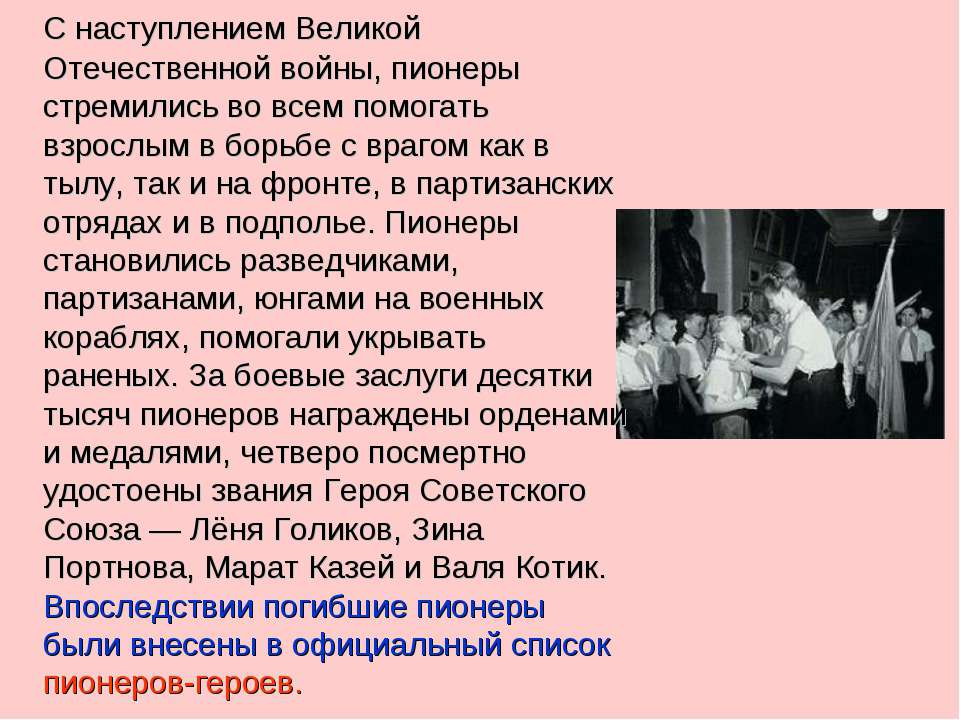 С наступлением Великой
Отечественной войны, пионеры
стремились во всем помогать
взрослым в борьбе с врагом как в
тылу, так и на фронте, в партизанских
отрядах и в подполье. Пионеры
становились разведчиками,
партизанами, юнгами на военных
кораблях, помогали укрывать
раненых. За боевые заслуги десятки
тысяч пионеров награждены орденами
и медалями, четверо посмертно
удостоены звания Героя Советского
Союза — Лёня Голиков, Зина
Портнова, Марат Казей и Валя Котик.
Впоследствии погибшие пионеры
были внесены в официальный список
пионеров-героев.